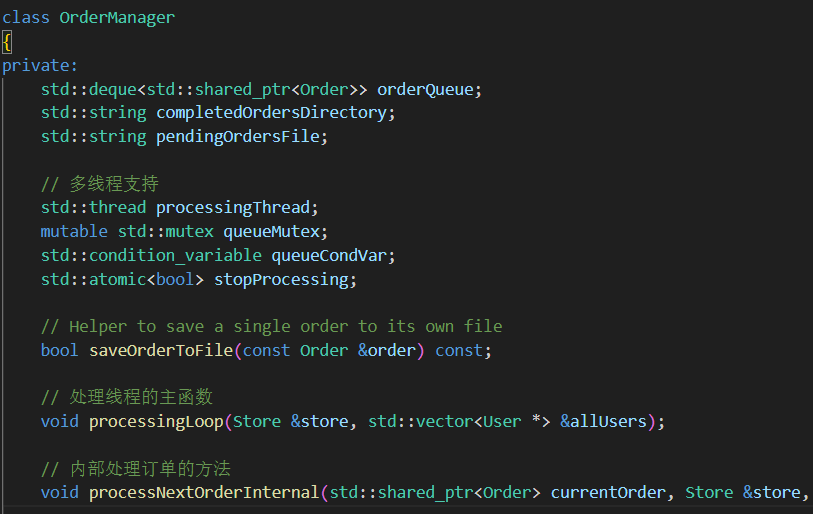 class OrderManager
{
private:
    std::deque<std::shared_ptr<Order>> orderQueue;
    std::string completedOrdersDirectory;
    std::string pendingOrdersFile;
    // 多线程支持
    std::thread processingThread;
    mutable std::mutex queueMutex;
    std::condition_variable queueCondVar;
    std::atomic<bool> stopProcessing;
    // Helper to save a single order to its own file
    bool saveOrderToFile(const Order &order) const;
    // 处理线程的主函数
    void processingLoop(Store &store, std::vector<User *> &allUsers);
    // 内部处理订单的方法
    void processNextOrderInternal(std::shared_ptr<Order> currentOrder, Store &store,